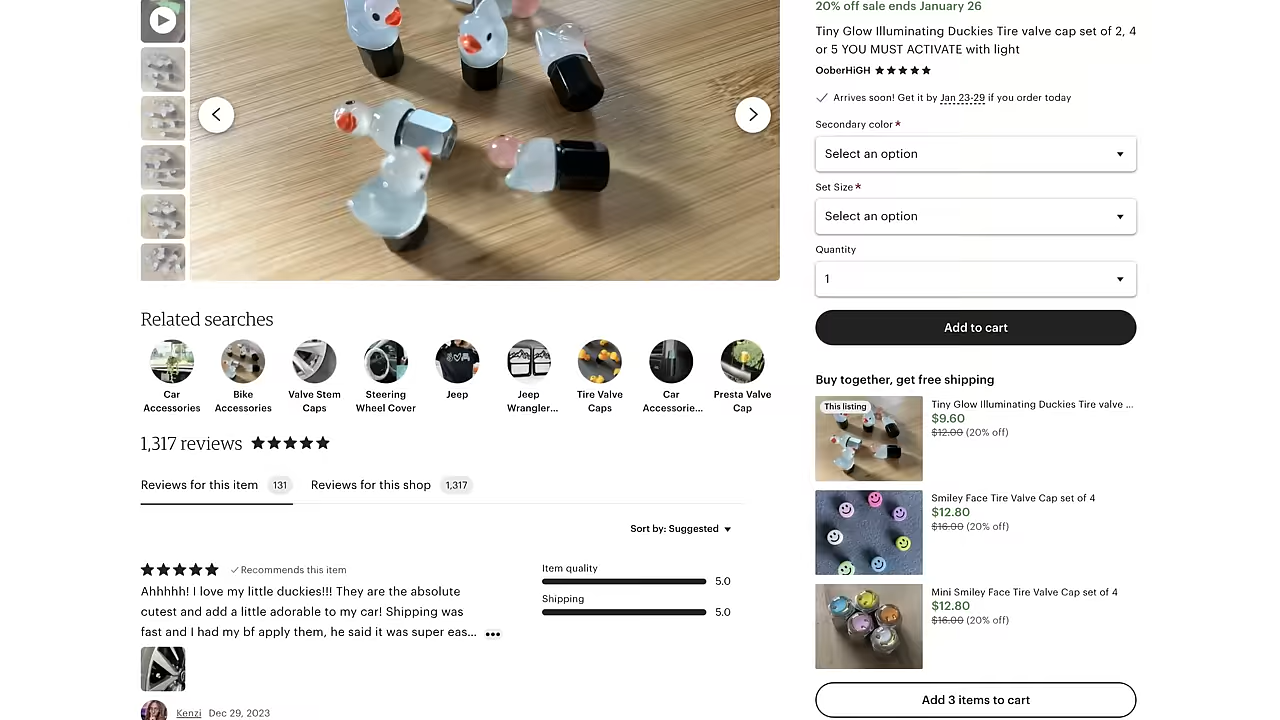 20% off sale ends January 26
Tiny Glow Illuminating Duckies Tire valve cap set of 2, 4
or 5 YOU MUST ACTIVATE with light
OoberHiGH
Arrives soon! Get it by Jan 23-29 if you order today
Secondary color *
Select an option
Set Size *
Select an option
Quantity
1
Add to cart
Related searches
Car
Accessories
Bike
Accessories
Valve Stem
Caps
Steering
Wheel Cover
Jeep
Jeep
Wrangler...
Tire Valve
Caps
Car
Accessorie...
Presta Valve
Cap
1,317 reviews
Reviews for this item 131
Reviews for this shop 1,317
Sort by: Suggested
Recommends this item
Ahhhhh! I love my little duckies!!! They are the absolute
cutest and add a little adorable to my car! Shipping was
fast and I had my bf apply them, he said it was super eas... •••
Item quality
5.0
Shipping
5.0
Kenzi Dec 29, 2023
Buy together, get free shipping
This listing
Tiny Glow Illuminating Duckies Tire valve ...
$9.60
$12.00 (20% off)
Smiley Face Tire Valve Cap set of 4
$12.80
$16.00 (20% off)
Mini Smiley Face Tire Valve Cap set of 4
$12.80
$16.00 (20% off)
Add 3 items to cart